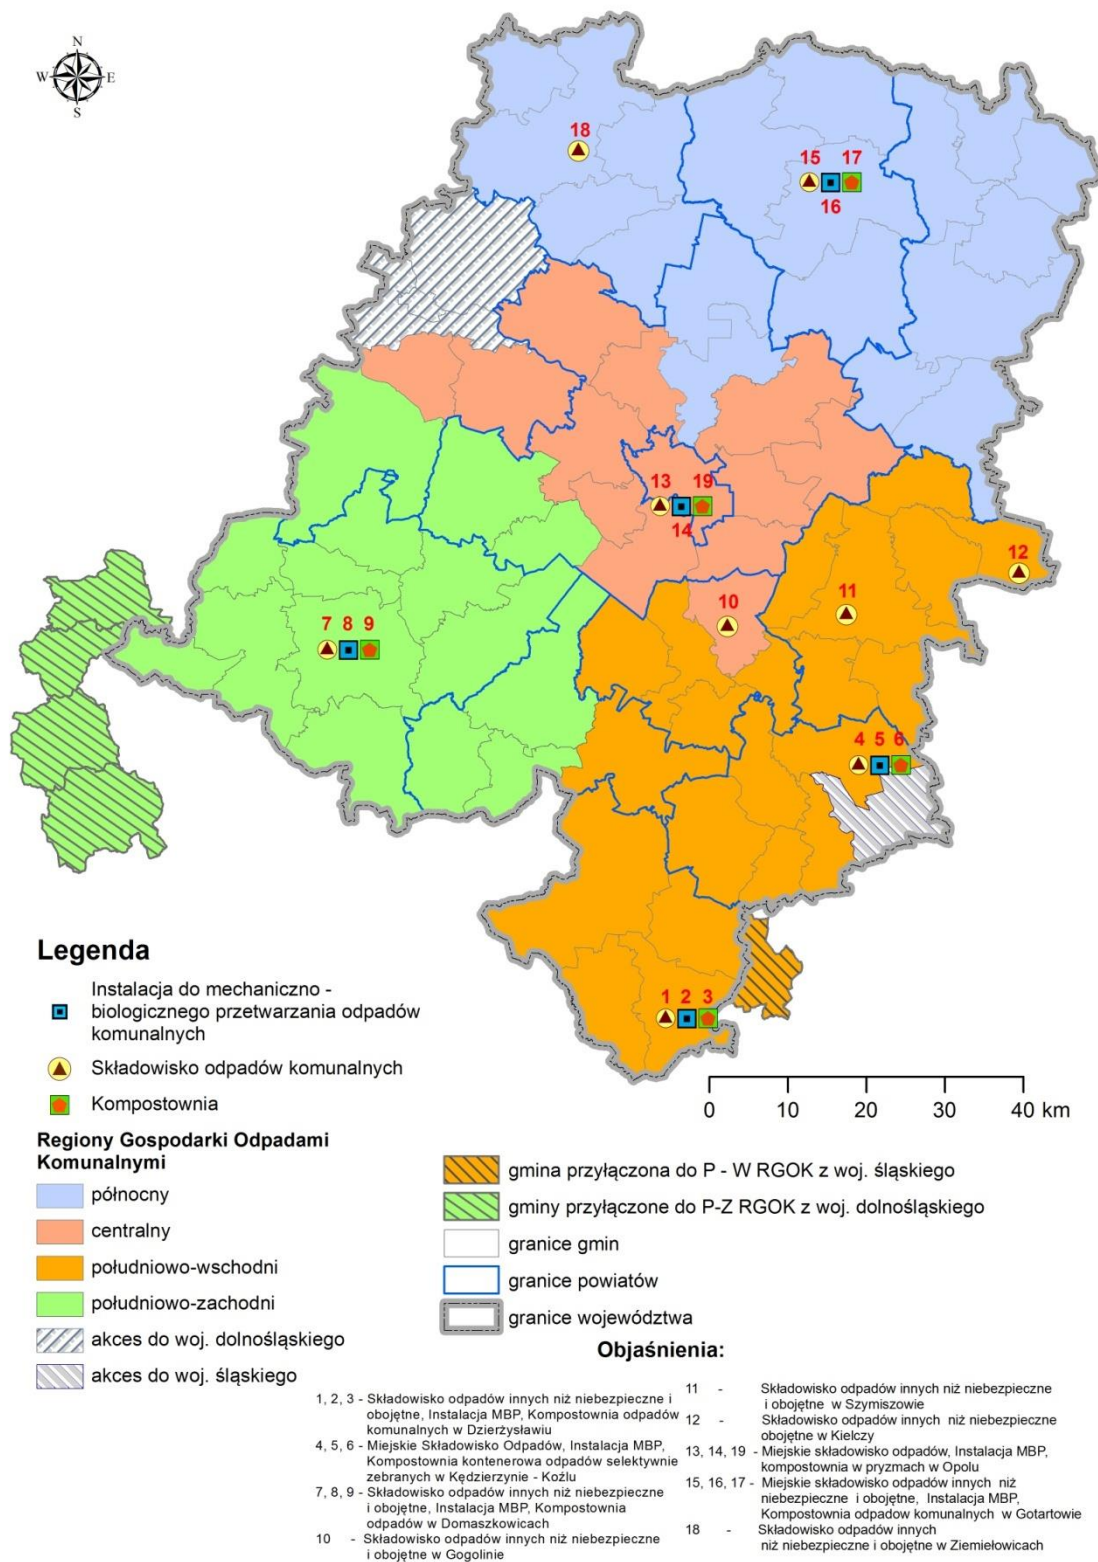 N
W E
S
18
15 17
16
13 19
14
12
11
10
7 8 9
4 5 6
1 2 3
Legenda
Instalacja do mechaniczno -
biologicznego przetwarzania odpadów
komunalnych
Składowisko odpadów komunalnych
Kompostownia
0 10 20 30 40 km
Regiony Gospodarki Odpadami
Komunalnymi
północny
centralny
południowo-wschodni
południowo-zachodni
akces do woj. dolnośląskiego
akces do woj. śląskiego
gmina przyłączona do P - W RGOK z woj. śląskiego
gminy przyłączone do P-Z RGOK z woj. dolnośląskiego
granice gmin
granice powiatów
granice województwa
Objaśnienia:
1, 2, 3 - Składowisko odpadów innych niż niebezpieczne i
obojętne, Instalacja MBP, Kompostownia odpadów
komunalnych w Dzierżysławiu
4, 5, 6 - Miejskie Składowisko Odpadów, Instalacja MBP,
Kompostownia kontenerowa odpadów selektywnie
zebranych w Kędzierzynie - Koźlu
7, 8, 9 - Składowisko odpadów innych niż niebezpieczne
i obojętne, Instalacja MBP, Kompostownia
odpadów w Domaszkowicach
10 - Składowisko odpadów innych niż niebezpieczne
i obojętne w Gogolinie
11 - Składowisko odpadów innych niż niebezpieczne
i obojętne w Szymiszowie
12 - Składowisko odpadów innych niż niebezpieczne
obojętne w Kielczy
13, 14, 19 - Miejskie składowisko odpadów, Instalacja MBP,
kompostownia w pryzmach w Opolu
15, 16, 17 - Miejskie składowisko odpadów innych niż
niebezpieczne i obojętne, Instalacja MBP,
Kompostownia odpadow komunalnych w Gotartowie
18 - Składowisko odpadów innych
niż niebezpieczne i obojętne w Ziemiełowicach